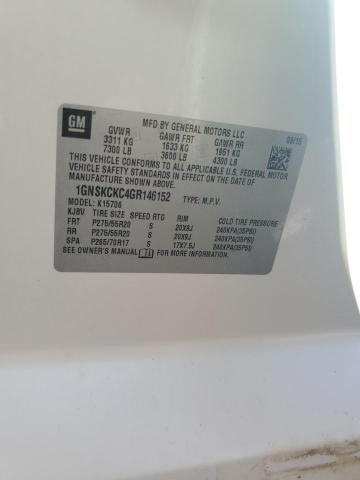 GM
MFD BY GENERAL MOTORS LLC
09/15
GVWR GAWR FRT GAWR RR
3311 KG 1633 KG 1951 KG
7300 LB 3600 LB 4300 LB
THIS VEHICLE CONFORMS TO ALL APPLICABLE U.S. FEDERAL MOTOR
VEHICLE SAFETY STANDARDS IN EFFECT ON THE DATE OF
MANUFACTURE SHOWN ABOVE.
1GNSKCKC4GR146152 TYPE: M.P.V.
MODEL: K15706
KJBV TIRE SIZE SPEED RTG RIM COLD TIRE PRESSURE
FRT P275/55R20 S 20X9J 240KPA(35PSI)
RR P275/55R20 S 20X9J 240KPA(35PSI)
SPA P265/70R17 S 17X7.5J 240KPA(35PSI)
SEE OWNER'S MANUAL FOR MORE INFORMATION.